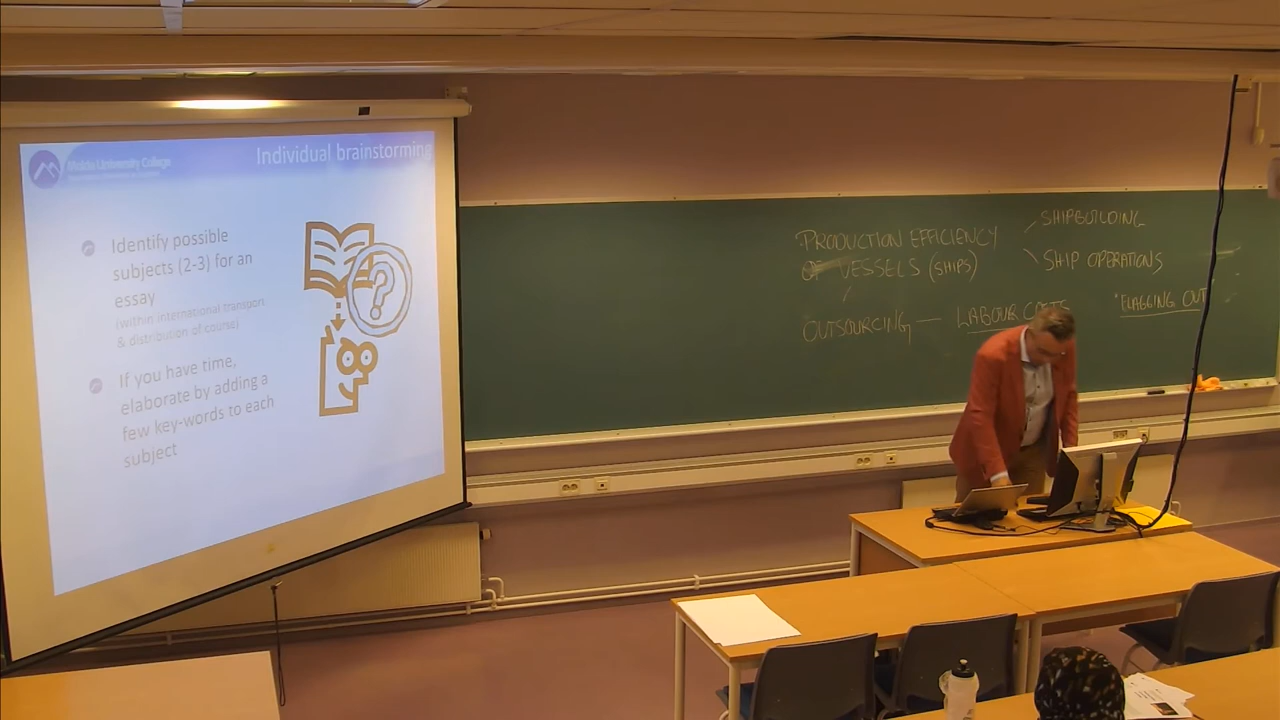 Molde University College
Individual brainstorming
Identify possible
subjects (2-3) for an
essay
(within international transport
& distribution of course)
If you have time,
elaborate by adding a
few key-words to each
subject
PRODUCTION EFFICIENCY
OF VESSELS (SHIPS)
SHIPBUILDING
SHIP OPERATIONS
OUTSOURCING — LABOUR COSTS
"FLAGGING OUT"